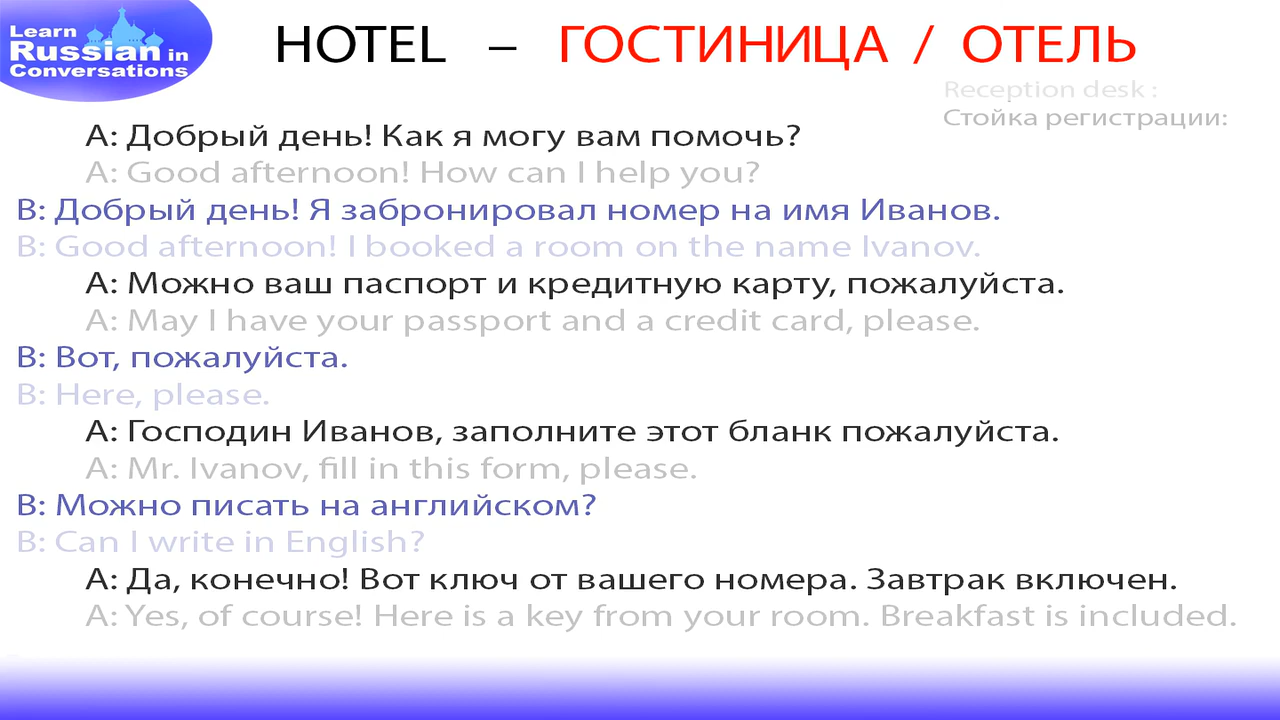 Learn
Russian in
Conversations
HOTEL – ГОСТИНИЦА / ОТЕЛЬ
Reception desk :
Стойка регистрации:
A: Добрый день! Как я могу вам помочь?
A: Good afternoon! How can I help you?
B: Добрый день! Я забронировал номер на имя Иванов.
B: Good afternoon! I booked a room on the name Ivanov.
A: Можно ваш паспорт и кредитную карту, пожалуйста.
A: May I have your passport and a credit card, please.
B: Вот, пожалуйста.
B: Here, please.
A: Господин Иванов, заполните этот бланк пожалуйста.
A: Mr. Ivanov, fill in this form, please.
B: Можно писать на английском?
B: Can I write in English?
A: Да, конечно! Вот ключ от вашего номера. Завтрак включен.
A: Yes, of course! Here is a key from your room. Breakfast is included.